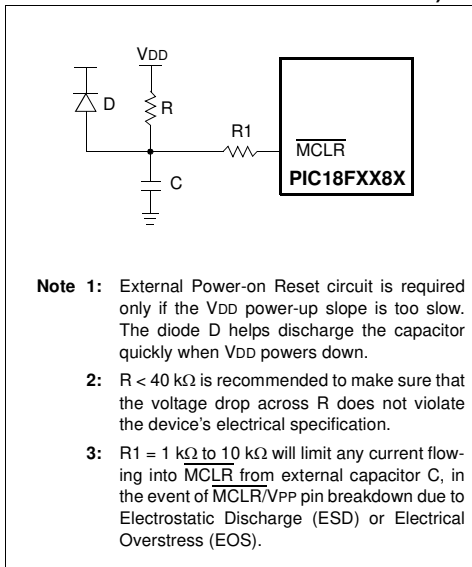 VDD
D
R
R1
MCLR
C
PIC18FXX8X
Note 1: External Power-on Reset circuit is required
only if the VDD power-up slope is too slow.
The diode D helps discharge the capacitor
quickly when VDD powers down.
2: R < 40 kΩ is recommended to make sure that
the voltage drop across R does not violate
the device's electrical specification.
3: R1 = 1 kΩ to 10 kΩ will limit any current flow-
ing into MCLR from external capacitor C, in
the event of MCLR/VPP pin breakdown due to
Electrostatic Discharge (ESD) or Electrical
Overstress (EOS).